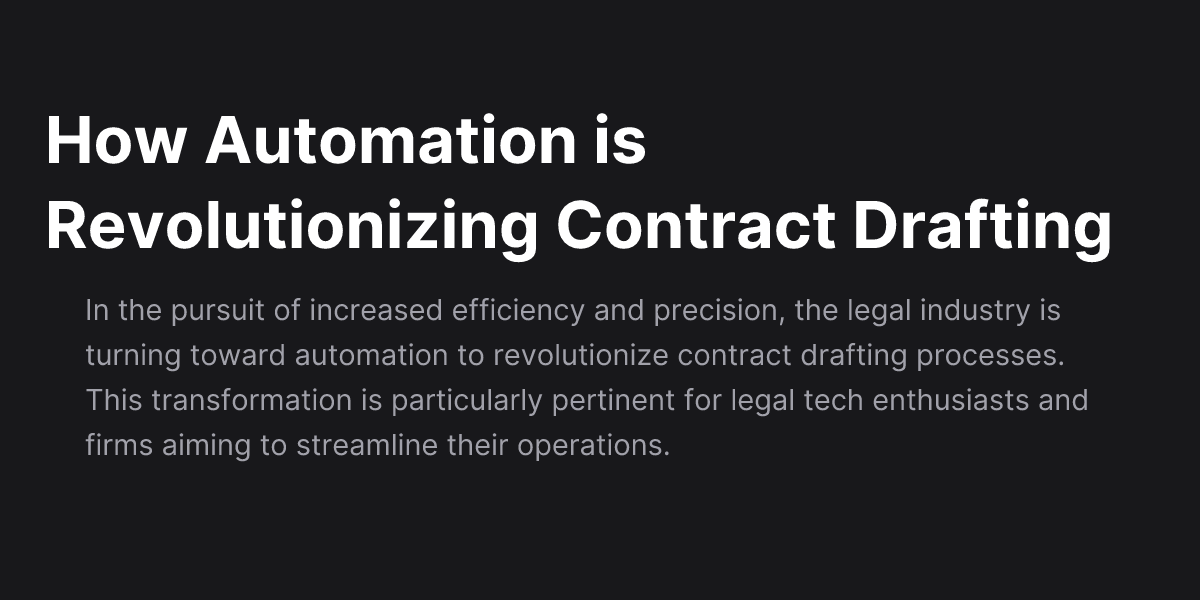 How Automation is
Revolutionizing Contract Drafting
In the pursuit of increased efficiency and precision, the legal industry is
turning toward automation to revolutionize contract drafting processes.
This transformation is particularly pertinent for legal tech enthusiasts and
firms aiming to streamline their operations.